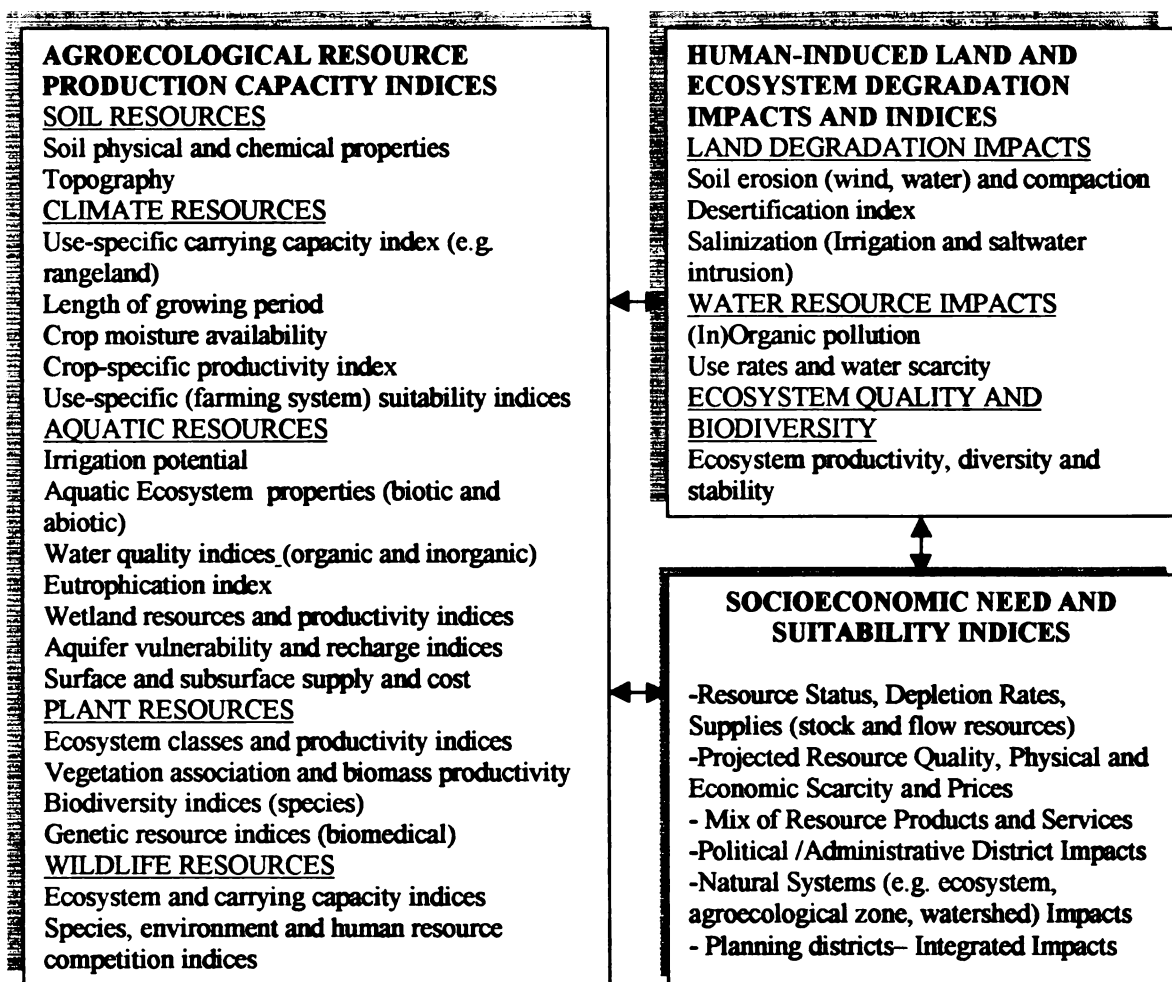 AGROECOLOGICAL RESOURCE
PRODUCTION CAPACITY INDICES
SOIL RESOURCES
Soil physical and chemical properties
Topography
CLIMATE RESOURCES
Use-specific carrying capacity index (e.g.
rangeland)
Length of growing period
Crop moisture availability
Crop-specific productivity index
Use-specific (farming system) suitability indices
AQUATIC RESOURCES
Irrigation potential
Aquatic Ecosystem properties (biotic and
abiotic)
Water quality indices (organic and inorganic)
Eutrophication index
Wetland resources and productivity indices
Aquifer vulnerability and recharge indices
Surface and subsurface supply and cost
PLANT RESOURCES
Ecosystem classes and productivity indices
Vegetation association and biomass productivity
Biodiversity indices (species)
Genetic resource indices (biomedical)
WILDLIFE RESOURCES
Ecosystem and carrying capacity indices
Species, environment and human resource
competition indices
HUMAN-INDUCED LAND AND
ECOSYSTEM DEGRADATION
IMPACTS AND INDICES
LAND DEGRADATION IMPACTS
Soil erosion (wind, water) and compaction
Desertification index
Salinization (Irrigation and saltwater
intrusion)
WATER RESOURCE IMPACTS
(In)Organic pollution
Use rates and water scarcity
ECOSYSTEM QUALITY AND
BIODIVERSITY
Ecosystem productivity, diversity and
stability
SOCIOECONOMIC NEED AND
SUITABILITY INDICES
-Resource Status, Depletion Rates,
Supplies (stock and flow resources)
-Projected Resource Quality, Physical and
Economic Scarcity and Prices
- Mix of Resource Products and Services
-Political /Administrative District Impacts
-Natural Systems (e.g. ecosystem,
agroecological zone, watershed) Impacts
- Planning districts– Integrated Impacts